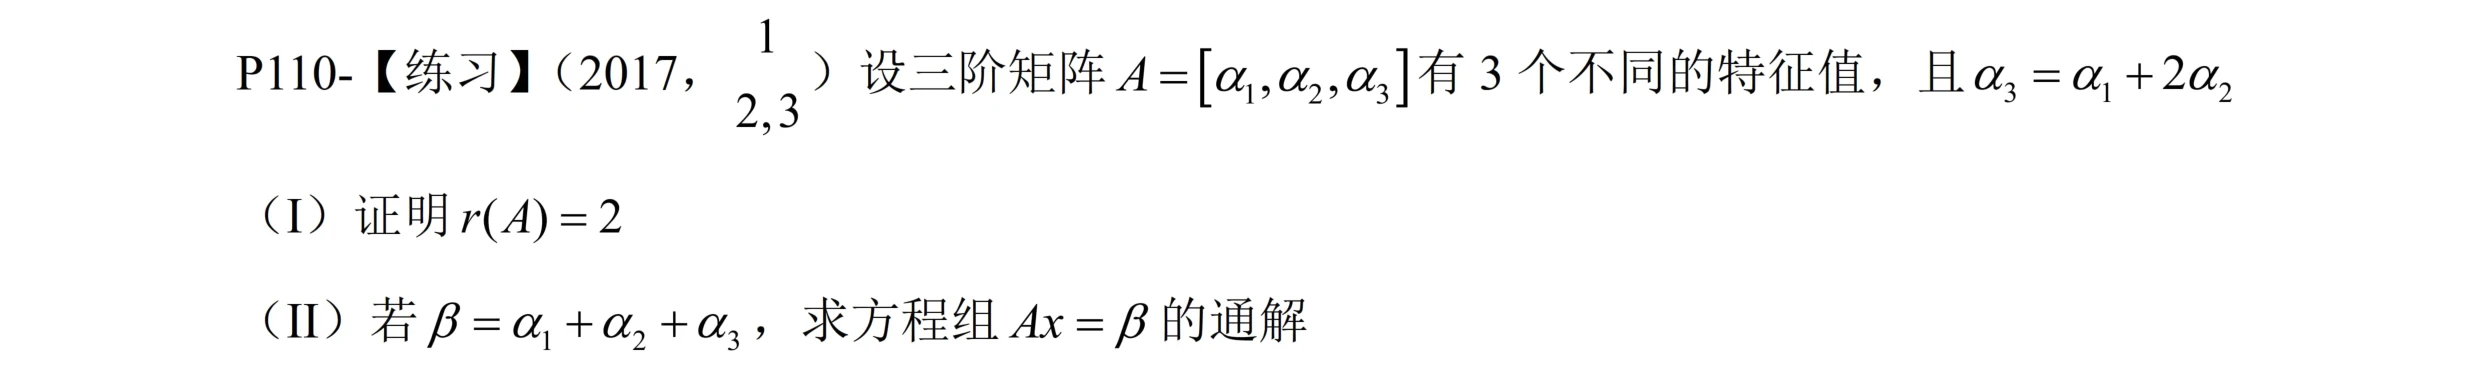 P110-【练习】（2017，1 2,3）设三阶矩阵 A=[α₁,α₂,α₃]有 3 个不同的特征值，且α₃=α₁+2α₂
（I）证明r(A)=2
（II）若β=α₁+α₂+α₃，求方程组Ax=β的通解